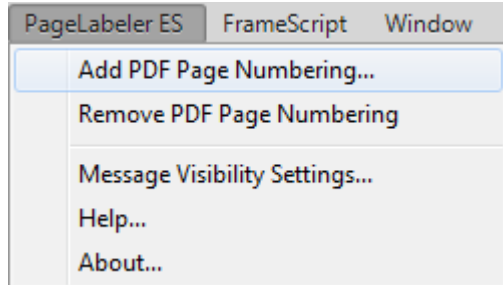 PageLabeler ES FrameScript Window
Add PDF Page Numbering...
Remove PDF Page Numbering
Message Visibility Settings...
Help...
About...